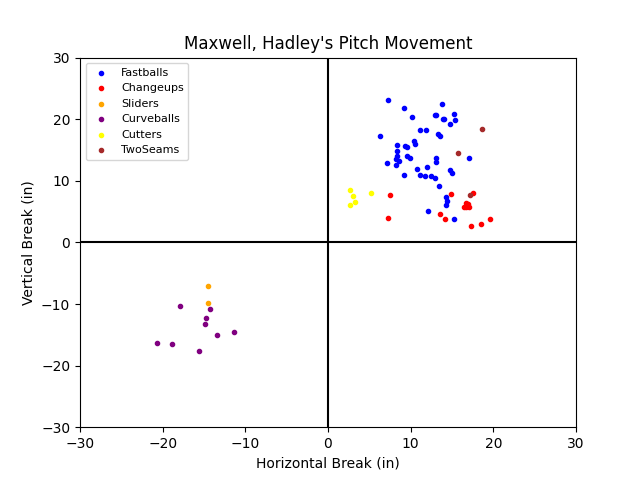 Maxwell, Hadley's Pitch Movement
Fastballs
Changeups
Sliders
Curveballs
Cutters
TwoSeams
30
20
10
0
−10
−20
−30
Vertical Break (in)
−30 −20 −10 0 10 20 30
Horizontal Break (in)